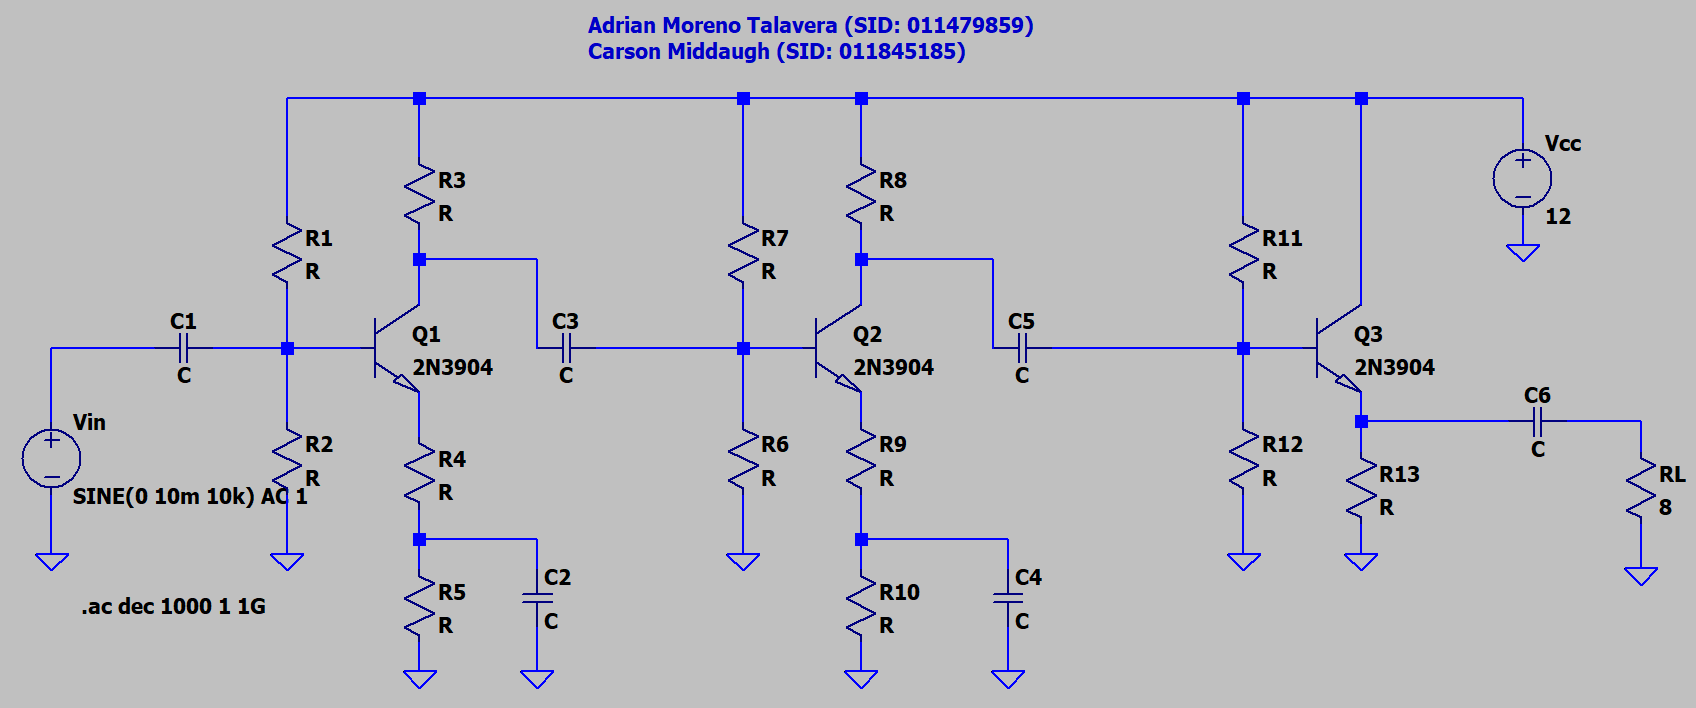 Adrian Moreno Talavera (SID: 011479859)
Carson Middaugh (SID: 011845185)
Vcc
12
R3
R
R8
R
R1
R
R7
R
R11
R
C1
C
Q1
2N3904
C3
C
Q2
2N3904
C5
C
Q3
2N3904
C6
C
Vin
SINE(0 10m 10k) AC 1
R2
R
R4
R
R6
R
R9
R
R12
R
R13
R
RL
8
R5
R
C2
C
R10
R
C4
C
.ac dec 1000 1 1G